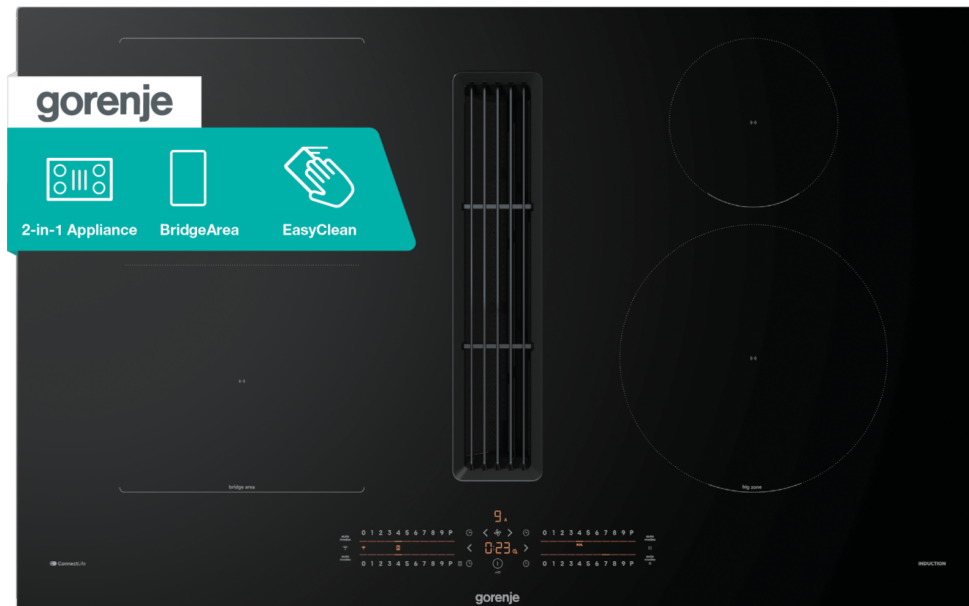 gorenje
2-in-1 Appliance BridgeArea EasyClean
bridge area
big zone
9.
0 1 2 3 4 5 6 7 8 9 P
0 1 2 3 4 5 6 7 8 9 P
0:23
0 1 2 3 4 5 6 7 8 9 P
0 1 2 3 4 5 6 7 8 9 P
ConnectLife
INDUCTION
gorenje